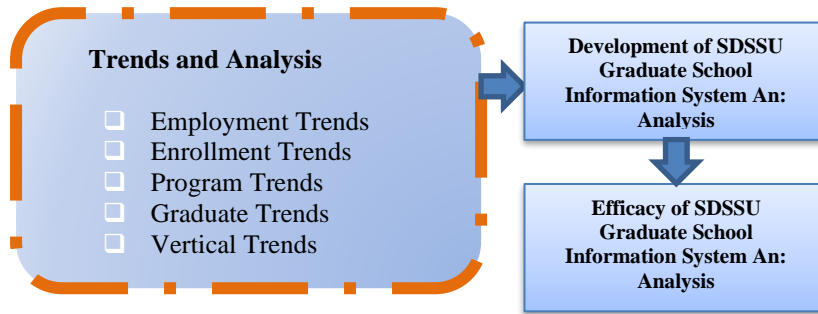 Trends and Analysis
Employment Trends
Enrollment Trends
Program Trends
Graduate Trends
Vertical Trends
Development of SDSSU
Graduate School
Information System An:
Analysis
Efficacy of SDSSU
Graduate School
Information System An:
Analysis